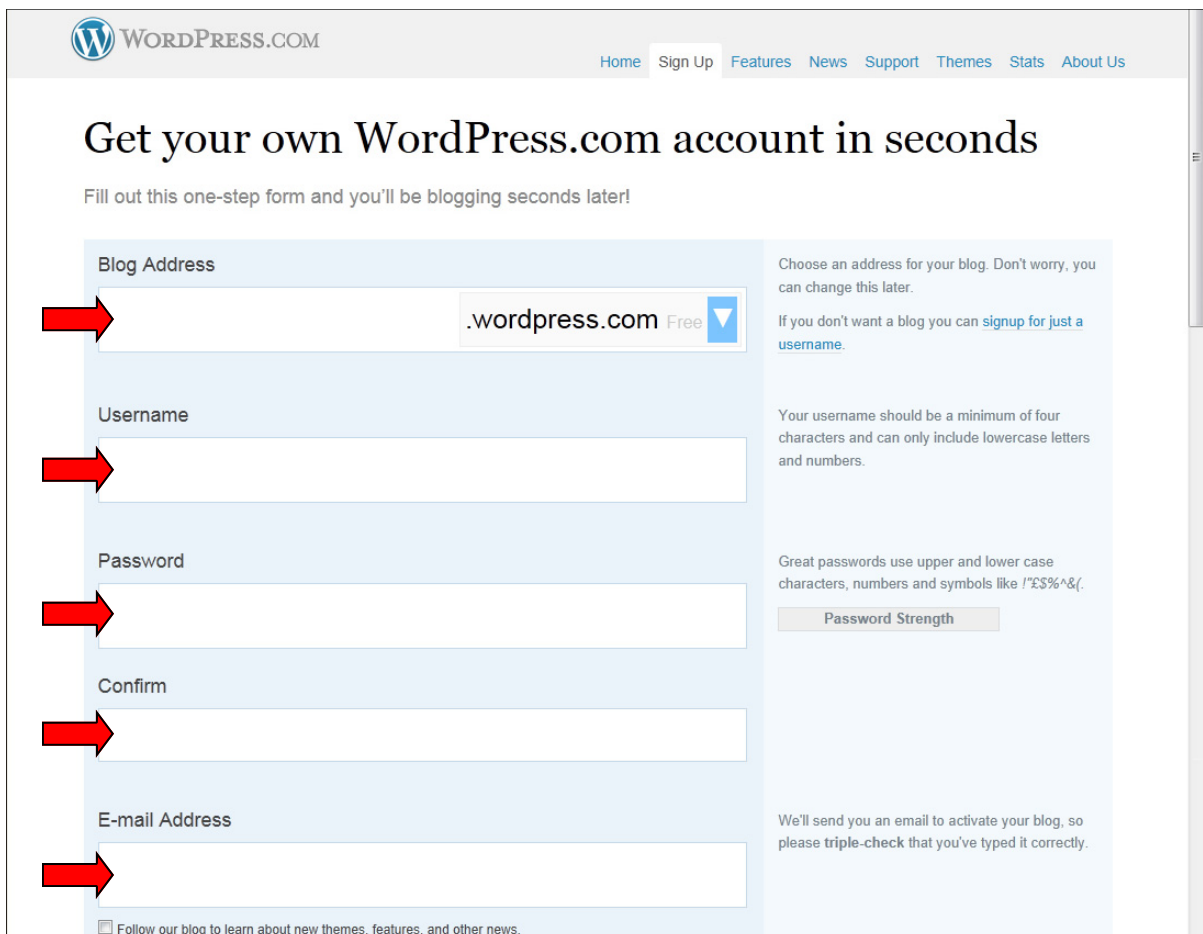 WORDPRESS.COM
Home Sign Up Features News Support Themes Stats About Us
Get your own WordPress.com account in seconds
Fill out this one-step form and you'll be blogging seconds later!
Blog Address
.wordpress.com Free
Choose an address for your blog. Don't worry, you
can change this later.
If you don't want a blog you can signup for just a
username.
Username
Your username should be a minimum of four
characters and can only include lowercase letters
and numbers.
Password
Great passwords use upper and lower case
characters, numbers and symbols like !"£$%^&(.
Password Strength
Confirm
E-mail Address
We'll send you an email to activate your blog, so
please triple-check that you've typed it correctly.
Follow our blog to learn about new themes, features, and other news.